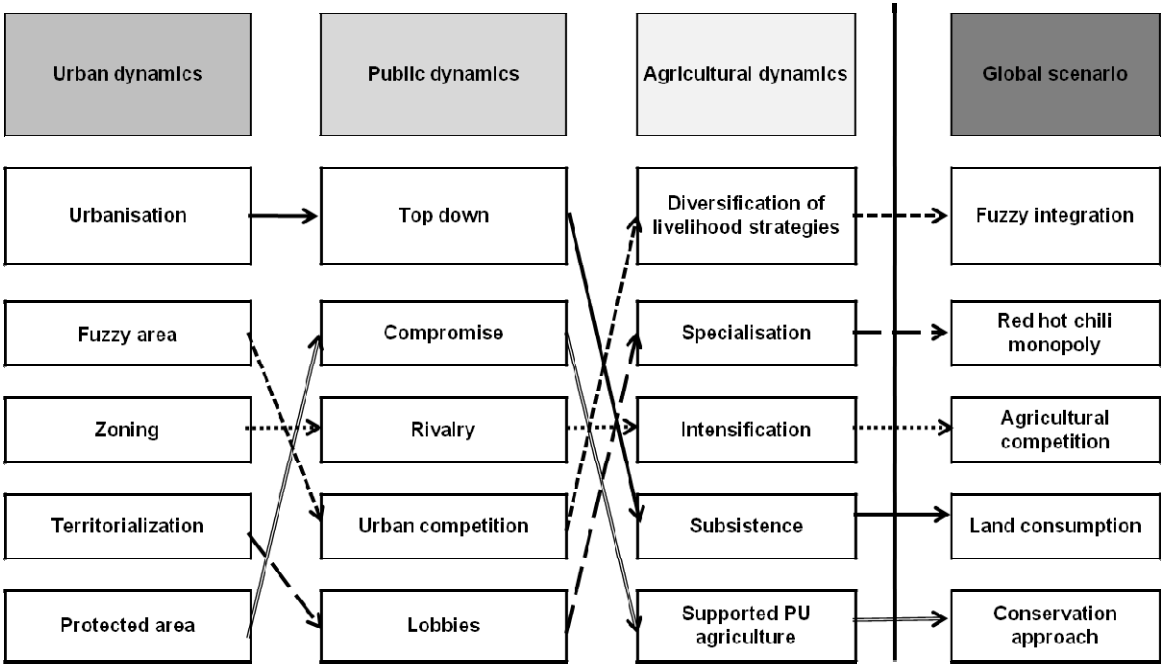 Urban dynamics
Public dynamics
Agricultural dynamics
Global scenario
Urbanisation
Top down
Diversification of
livelihood strategies
Fuzzy integration
Fuzzy area
Compromise
Specialisation
Red hot chili
monopoly
Zoning
Rivalry
Intensification
Agricultural
competition
Territorialization
Urban competition
Subsistence
Land consumption
Protected area
Lobbies
Supported PU
agriculture
Conservation
approach